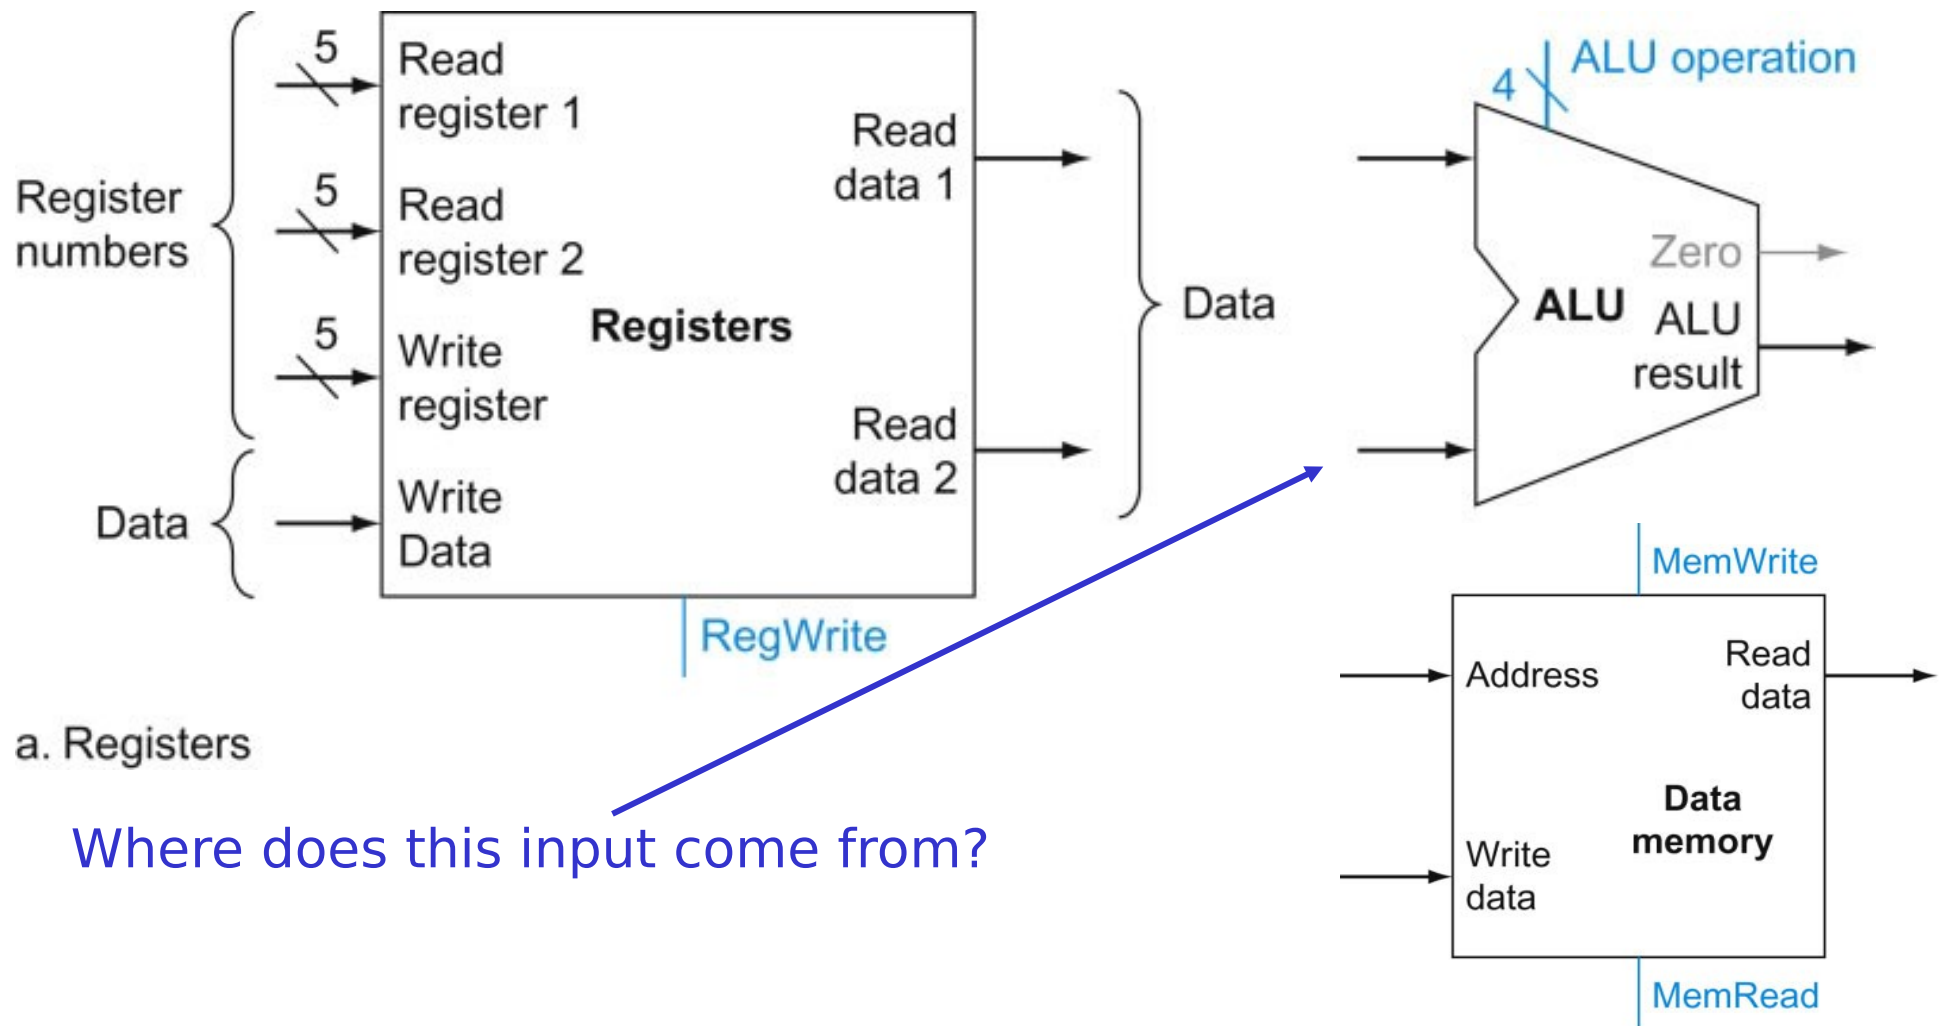 Register
numbers
5
Read
register 1
5
Read
register 2
5
Write
register
Data
Write
Data
Registers
Read
data 1
Read
data 2
Data
RegWrite
a. Registers
Where does this input come from?
4
ALU operation
Zero
ALU
ALU
result
MemWrite
Address
Read
data
Data
memory
Write
data
MemRead